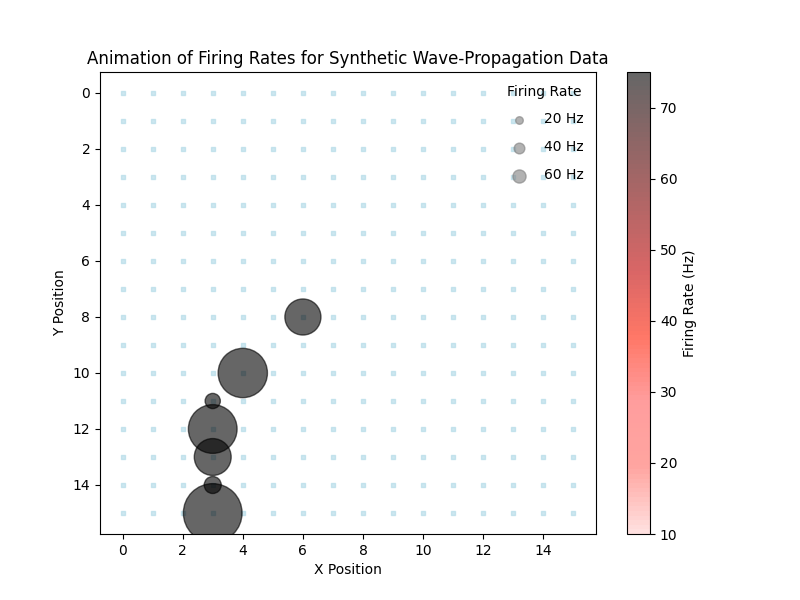 Animation of Firing Rates for Synthetic Wave-Propagation Data
Firing Rate
20 Hz
40 Hz
60 Hz
0
2
4
6
8
10
12
14
Y Position
0 2 4 6 8 10 12 14
X Position
70
60
50
40
30
20
10
Firing Rate (Hz)